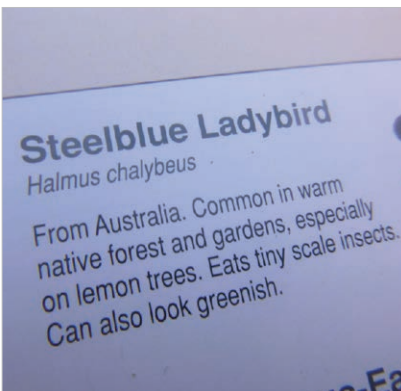 Steelblue Ladybird
Halmus chalybeus
From Australia. Common in warm
native forest and gardens, especially
on lemon trees. Eats tiny scale insects.
Can also look greenish.